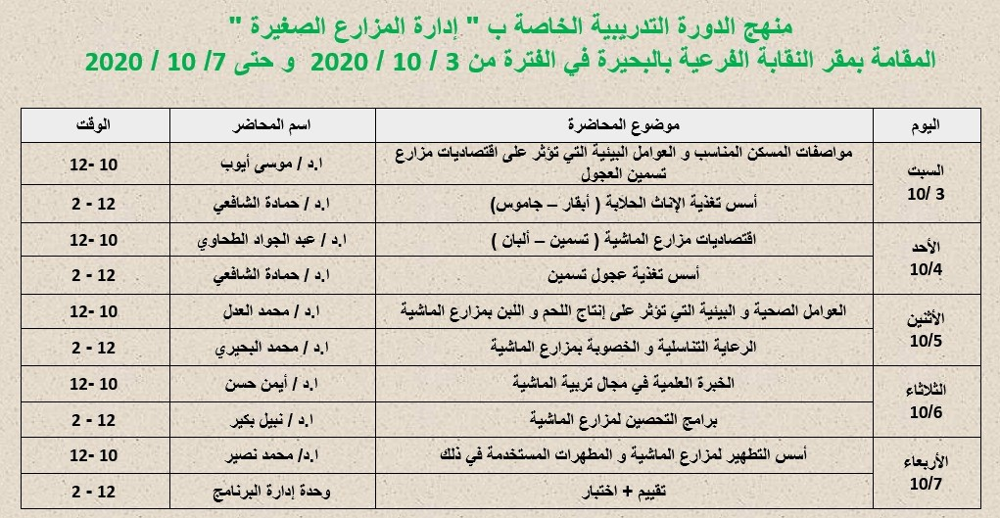 منهج الدورة التدريبية الخاصة ب " إدارة المزارع الصغيرة "
المقامة بمقر النقابة الفرعية بالبحيرة في الفترة من 3 / 10 / 2020 و حتى 7/ 10 / 2020
اليوم موضوع المحاضرة اسم المحاضر الوقت
السبت 3 /10 مواصفات المسكن المناسب و العوامل البيئية التي تؤثر على اقتصاديات مزارع تسمين العجول ا.د / موسى أيوب 10 -12
أسس تغذية الإناث الحلابة ( أبقار – جاموس) ا.د / حمادة الشافعي 12 - 2
الأحد 10/4 اقتصاديات مزارع الماشية ( تسمين – ألبان ) ا.د / عبد الجواد الطحاوي 10 -12
أسس تغذية عجول تسمين ا.د / حمادة الشافعي 12 - 2
الأثنين 10/5 العوامل الصحية و البيئية التي تؤثر على إنتاج اللحم و اللبن بمزارع الماشية ا.د / محمد العدل 10 -12
الرعاية التناسلية و الخصوبة بمزارع الماشية ا.د / محمد البحيري 12 - 2
الثلاثاء 10/6 الخبرة العلمية في مجال تربية الماشية ا.د / أيمن حسن 10 -12
برامج التحصين لمزارع الماشية ا.د / نبيل بكير 12 - 2
الأربعاء 10/7 أسس التطهير لمزارع الماشية و المطهرات المستخدمة في ذلك ا.د/ محمد نصير 10 -12
تقييم + اختبار وحدة إدارة البرنامج 12 - 2